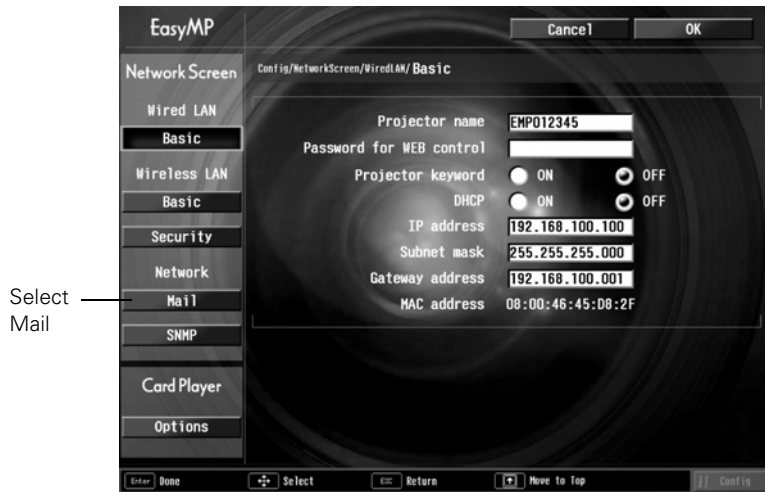 EasyMP
Cancel
OK
Network Screen
Config/NetworkScreen/WiredLAN/Basic
Wired LAN
Basic
Wireless LAN
Basic
Security
Network
Mail
SNMP
Card Player
Options
Projector name EMP012345
Password for WEB control
Projector keyword ON OFF
DHCP ON OFF
IP address 192.168.100.100
Subnet mask 255.255.255.000
Gateway address 192.168.100.001
MAC address 08:00:46:45:D8:2F
Select
Mail
Enter Done
Select
ESC Return
Move to Top
Config